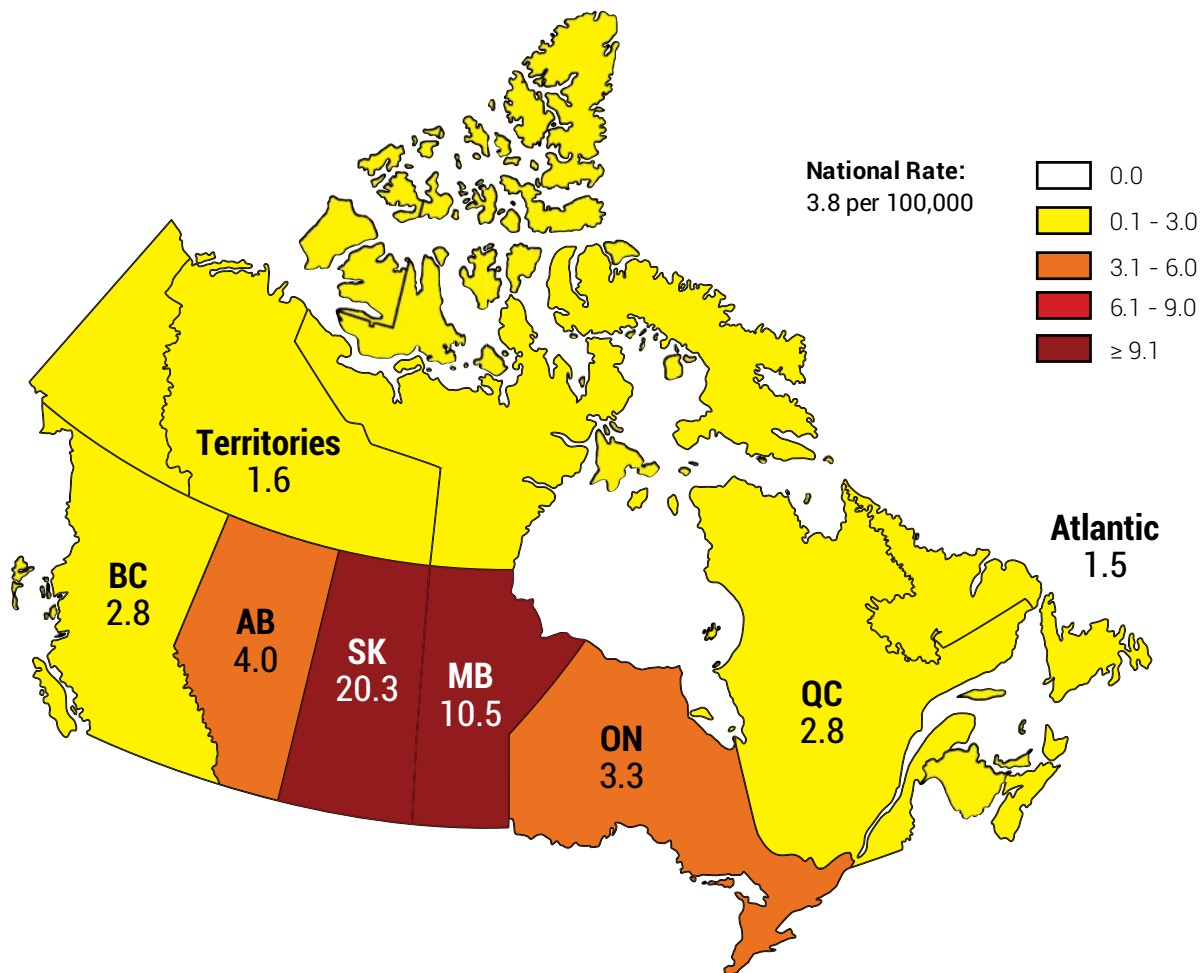 National Rate:
3.8 per 100,000
0.0
0.1 - 3.0
3.1 - 6.0
6.1 - 9.0
≥ 9.1
Territories
1.6
Atlantic
1.5
BC
2.8
AB
4.0
SK
20.3
MB
10.5
ON
3.3
QC
2.8